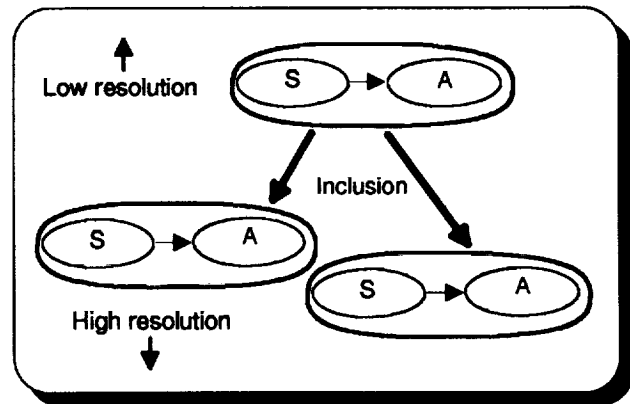 S A
Low resolution
Inclusion
S A
S A
High resolution